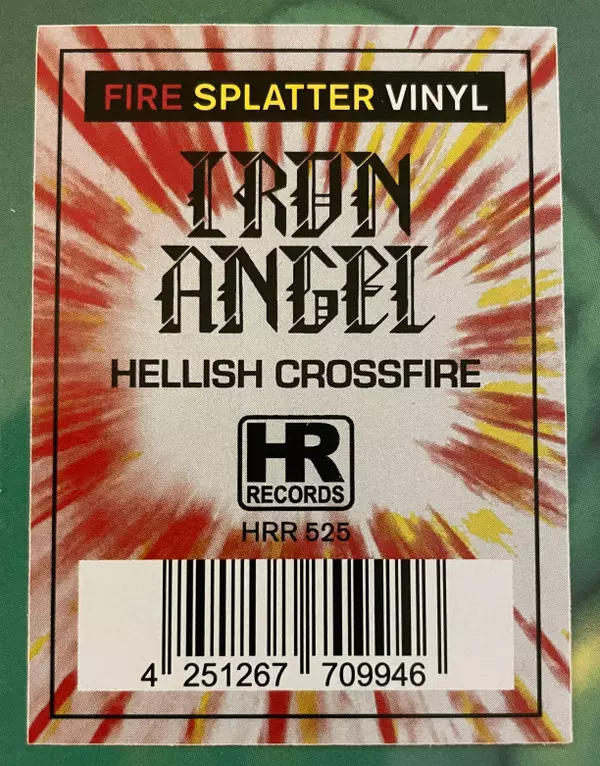 FIRE SPLATTER VINYL
IRON
ANGEL
HELLISH CROSSFIRE
HR
RECORDS
HRR 525
4 251267 709946